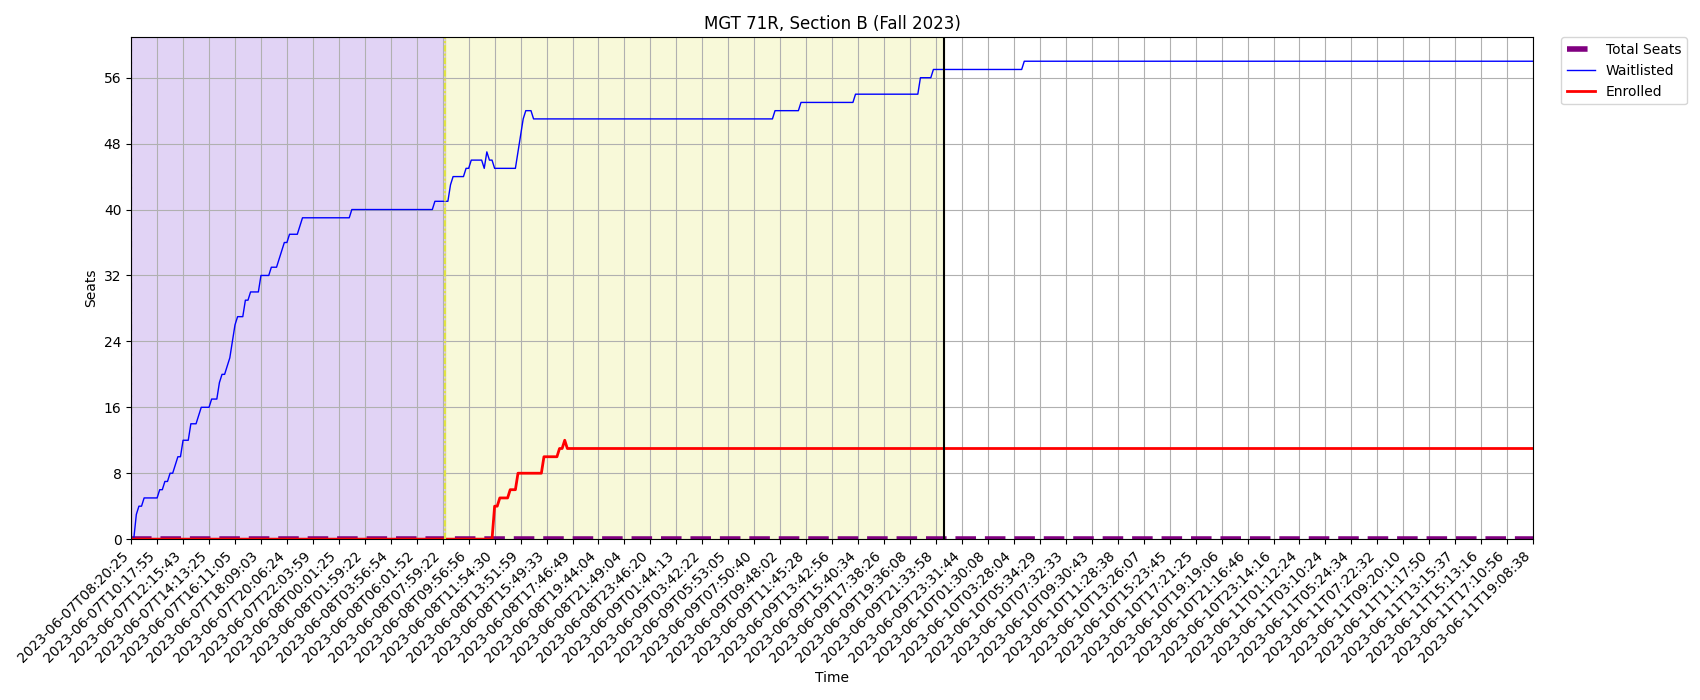 MGT 71R, Section B (Fall 2023)
Total Seats
Waitlisted
Enrolled
Seats
56
48
40
32
24
16
8
0
2023-06-07T08:20:25
2023-06-07T10:17:55
2023-06-07T12:15:43
2023-06-07T14:13:25
2023-06-07T16:11:05
2023-06-07T18:09:03
2023-06-07T20:06:24
2023-06-07T22:03:59
2023-06-08T00:01:25
2023-06-08T01:59:22
2023-06-08T03:56:54
2023-06-08T06:01:52
2023-06-08T07:59:22
2023-06-08T09:56:56
2023-06-08T11:54:30
2023-06-08T13:51:59
2023-06-08T15:49:33
2023-06-08T17:46:49
2023-06-08T19:44:04
2023-06-08T21:49:04
2023-06-08T23:46:20
2023-06-09T01:44:13
2023-06-09T03:42:22
2023-06-09T05:53:05
2023-06-09T07:50:40
2023-06-09T09:48:02
2023-06-09T11:45:28
2023-06-09T13:42:56
2023-06-09T15:40:34
2023-06-09T17:38:26
2023-06-09T19:36:08
2023-06-09T21:33:58
2023-06-09T23:31:44
2023-06-10T01:30:08
2023-06-10T03:28:04
2023-06-10T05:34:29
2023-06-10T07:32:33
2023-06-10T09:30:43
2023-06-10T11:28:38
2023-06-10T13:26:07
2023-06-10T15:23:45
2023-06-10T17:21:25
2023-06-10T19:19:06
2023-06-10T21:16:46
2023-06-10T23:14:16
2023-06-11T01:12:24
2023-06-11T03:10:24
2023-06-11T05:24:34
2023-06-11T07:22:32
2023-06-11T09:20:10
2023-06-11T11:17:50
2023-06-11T13:15:37
2023-06-11T15:13:16
2023-06-11T17:10:56
2023-06-11T19:08:38
Time